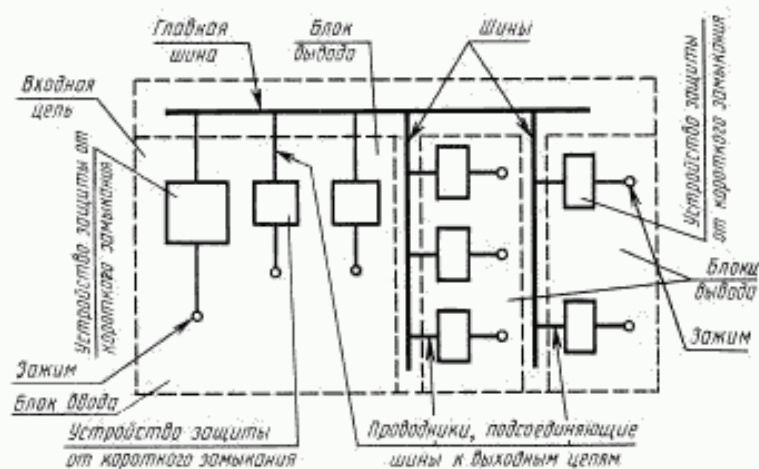 Главная
шина
Блок
вывода
Шины
Устройство защиты
от короткого замыкания
Входная
цепь
Устройство защиты от
короткого замыкания
Блоки
вывода
Зажим
Зажим
Блок ввода
Устройство защиты
от короткого замыкания
Проводники, подсоединяющие
шины к выходным цепям